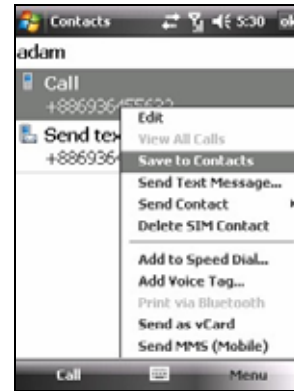 Contacts 5:30 ok
adam
Call
Send tex
+886936
Edit
View All Calls
Save to Contacts
Send Text Message...
Send Contact
Delete SIM Contact
Add to Speed Dial...
Add Voice Tag...
Print via Bluetooth
Send as vCard
Send MMS (Mobile)
Call Menu